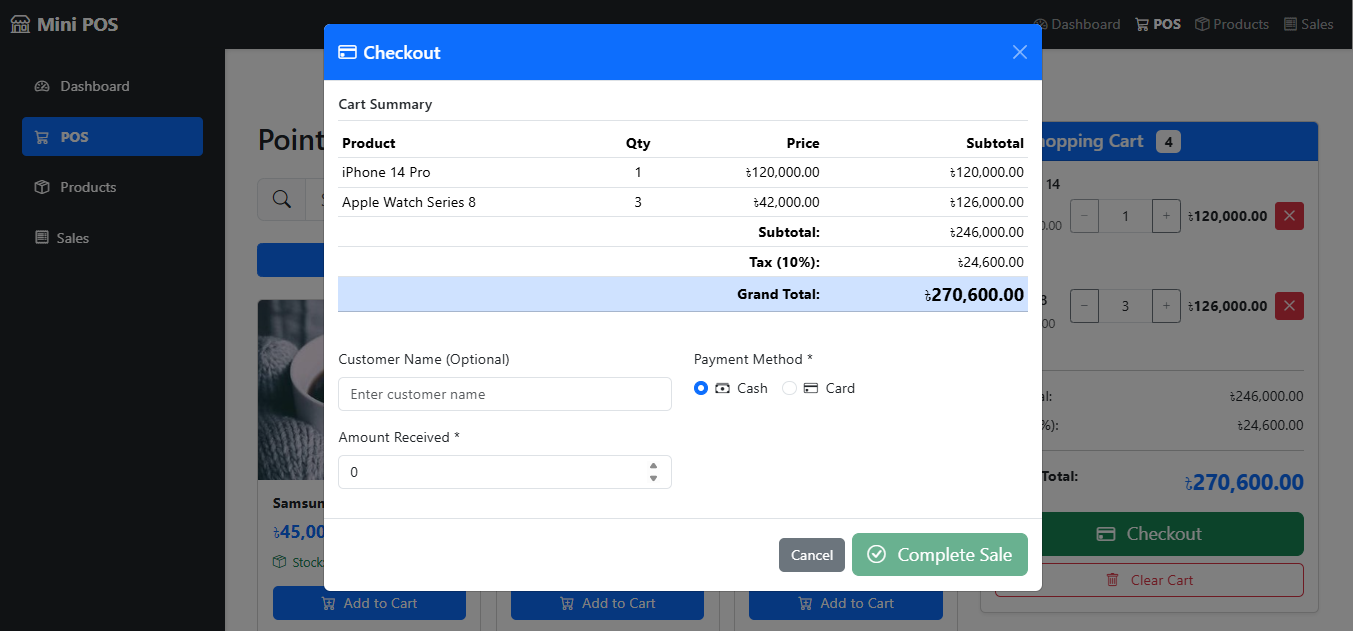 Mini POS
Dashboard POS Products Sales
Dashboard
POS
Products
Sales
Point
Checkout
Cart Summary
Product Qty Price Subtotal
iPhone 14 Pro 1 ৳120,000.00 ৳120,000.00
Apple Watch Series 8 3 ৳42,000.00 ৳126,000.00
Subtotal: ৳246,000.00
Tax (10%): ৳24,600.00
Grand Total: ৳270,600.00
Customer Name (Optional)
Enter customer name
Payment Method *
Cash Card
Amount Received *
0
Cancel Complete Sale
opping Cart 4
14
.00 − 1 + ৳120,000.00
8
00 − 3 + ৳126,000.00
al: ৳246,000.00
%): ৳24,600.00
Total: ৳270,600.00
Checkout
Clear Cart
Samsun
৳45,00
Stock:
Add to Cart Add to Cart Add to Cart